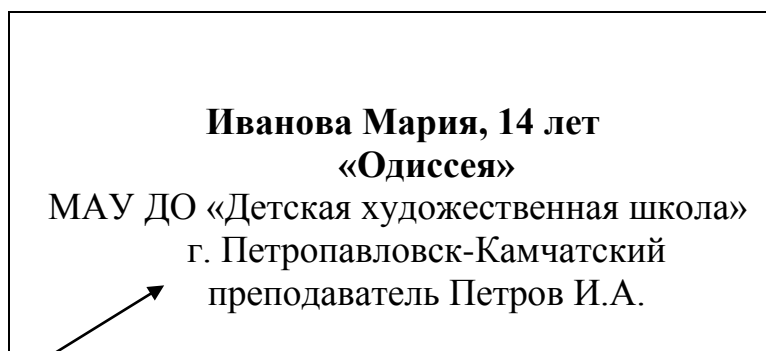 Иванова Мария, 14 лет
«Одиссея»
МАУ ДО «Детская художественная школа»
г. Петропавловск-Камчатский
преподаватель Петров И.А.